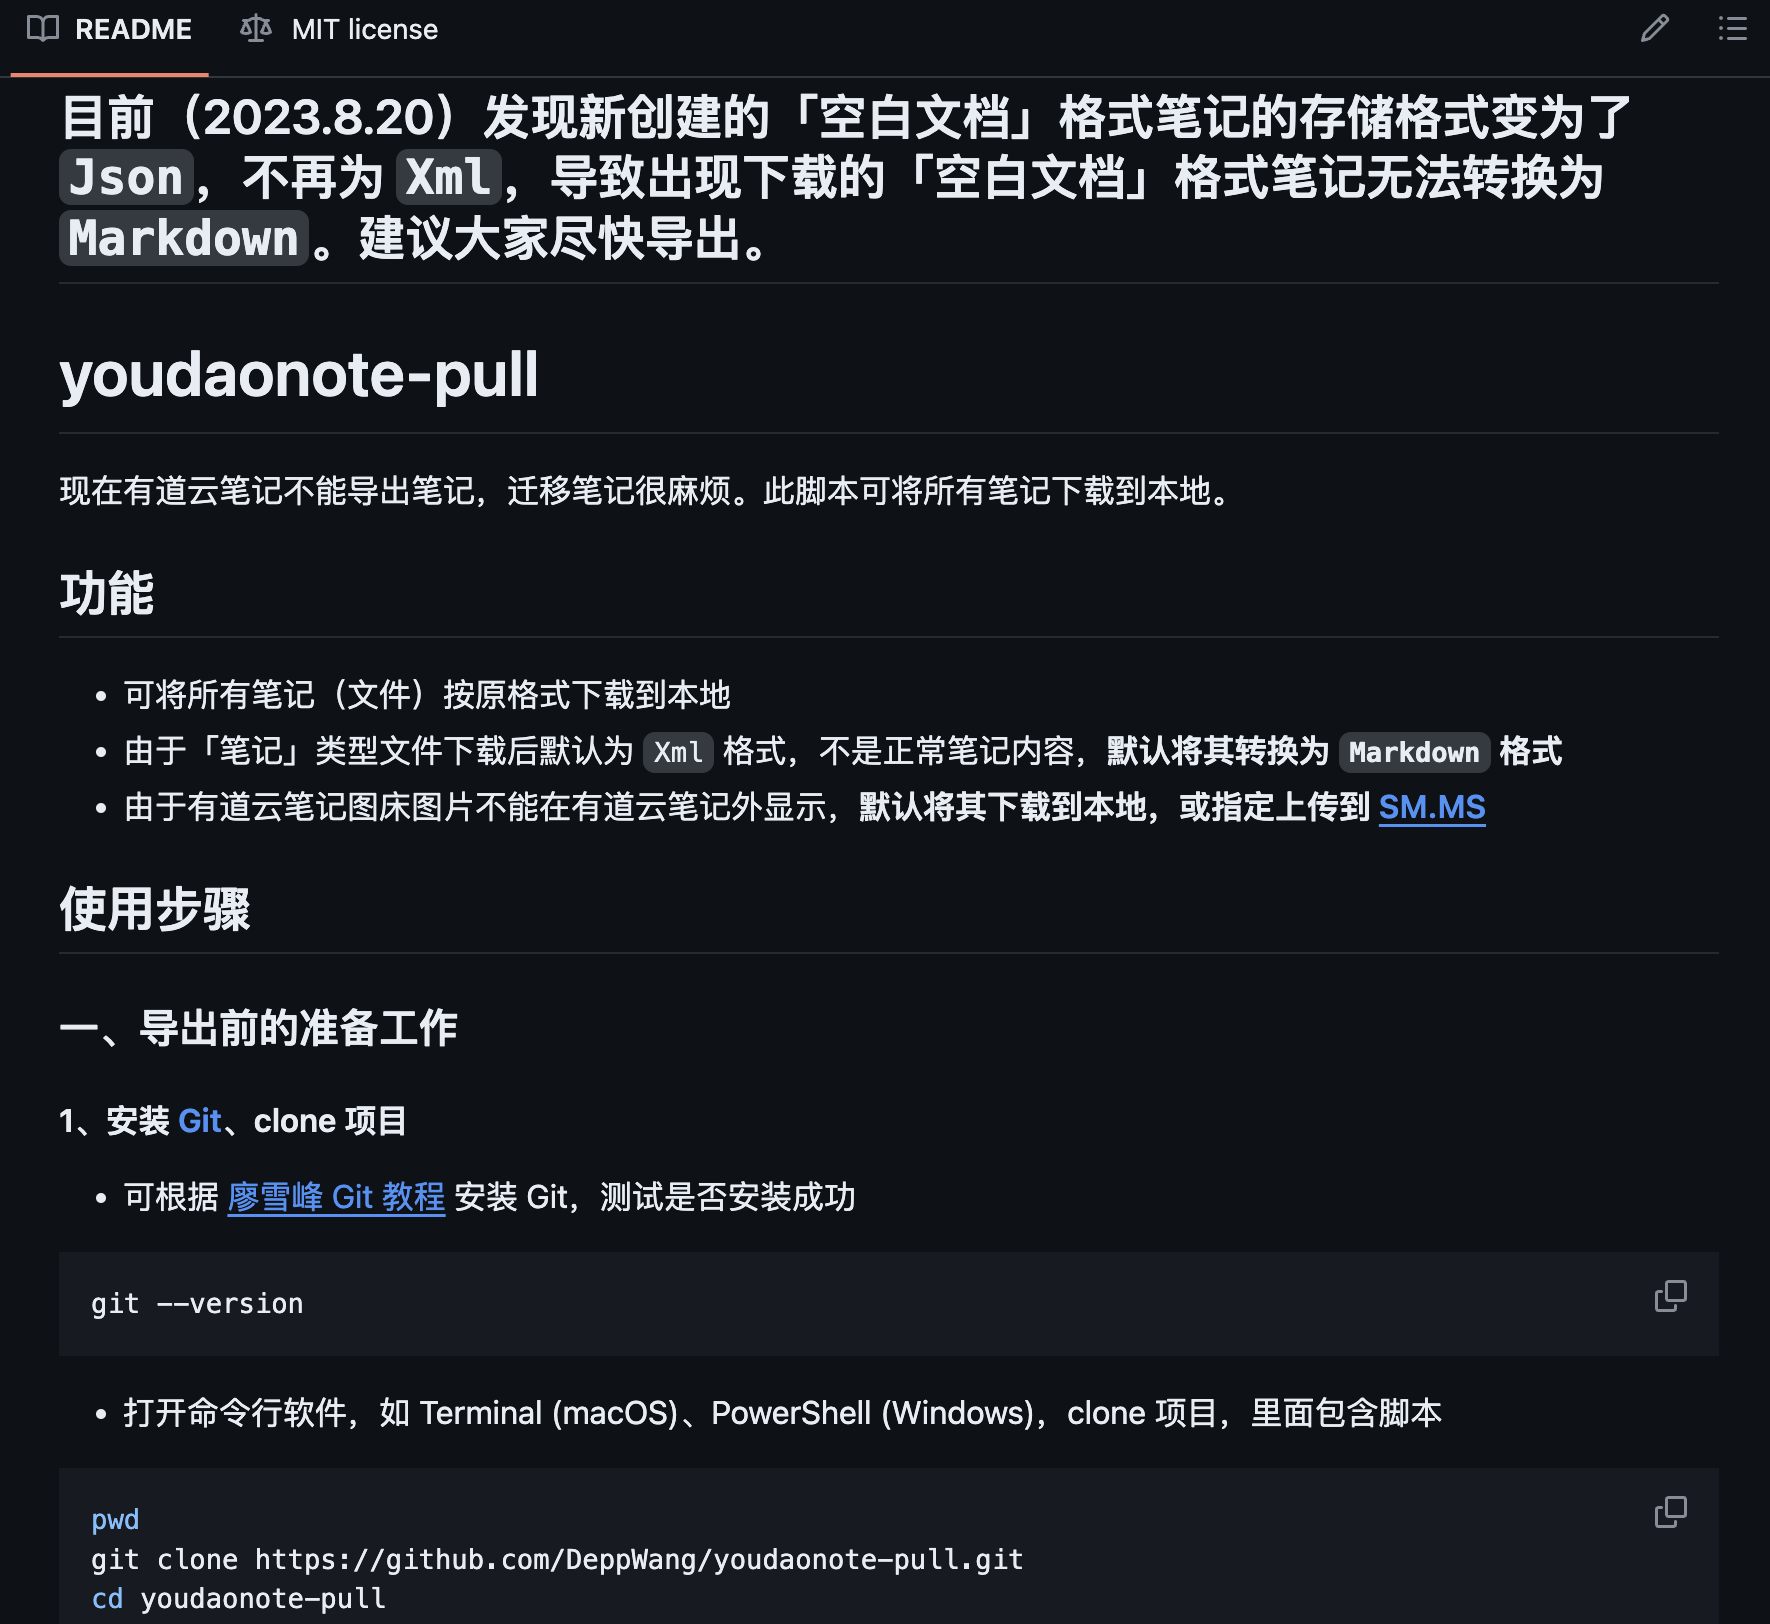 README
MIT license
目前（2023.8.20）发现新创建的「空白文档」格式笔记的存储格式变为了
Json，不再为 Xml，导致出现下载的「空白文档」格式笔记无法转换为
Markdown。建议大家尽快导出。
youdaonote-pull
现在有道云笔记不能导出笔记，迁移笔记很麻烦。此脚本可将所有笔记下载到本地。
功能
• 可将所有笔记（文件）按原格式下载到本地
• 由于「笔记」类型文件下载后默认为 Xml 格式，不是正常笔记内容，默认将其转换为 Markdown 格式
• 由于有道云笔记图床图片不能在有道云笔记外显示，默认将其下载到本地，或指定上传到 SM.MS
使用步骤
一、导出前的准备工作
1、安装 Git、clone 项目
• 可根据 廖雪峰 Git 教程 安装 Git，测试是否安装成功
git --version
• 打开命令行软件，如 Terminal (macOS)、PowerShell (Windows)，clone 项目，里面包含脚本
pwd
git clone https://github.com/DeppWang/youdaonote-pull.git
cd youdaonote-pull